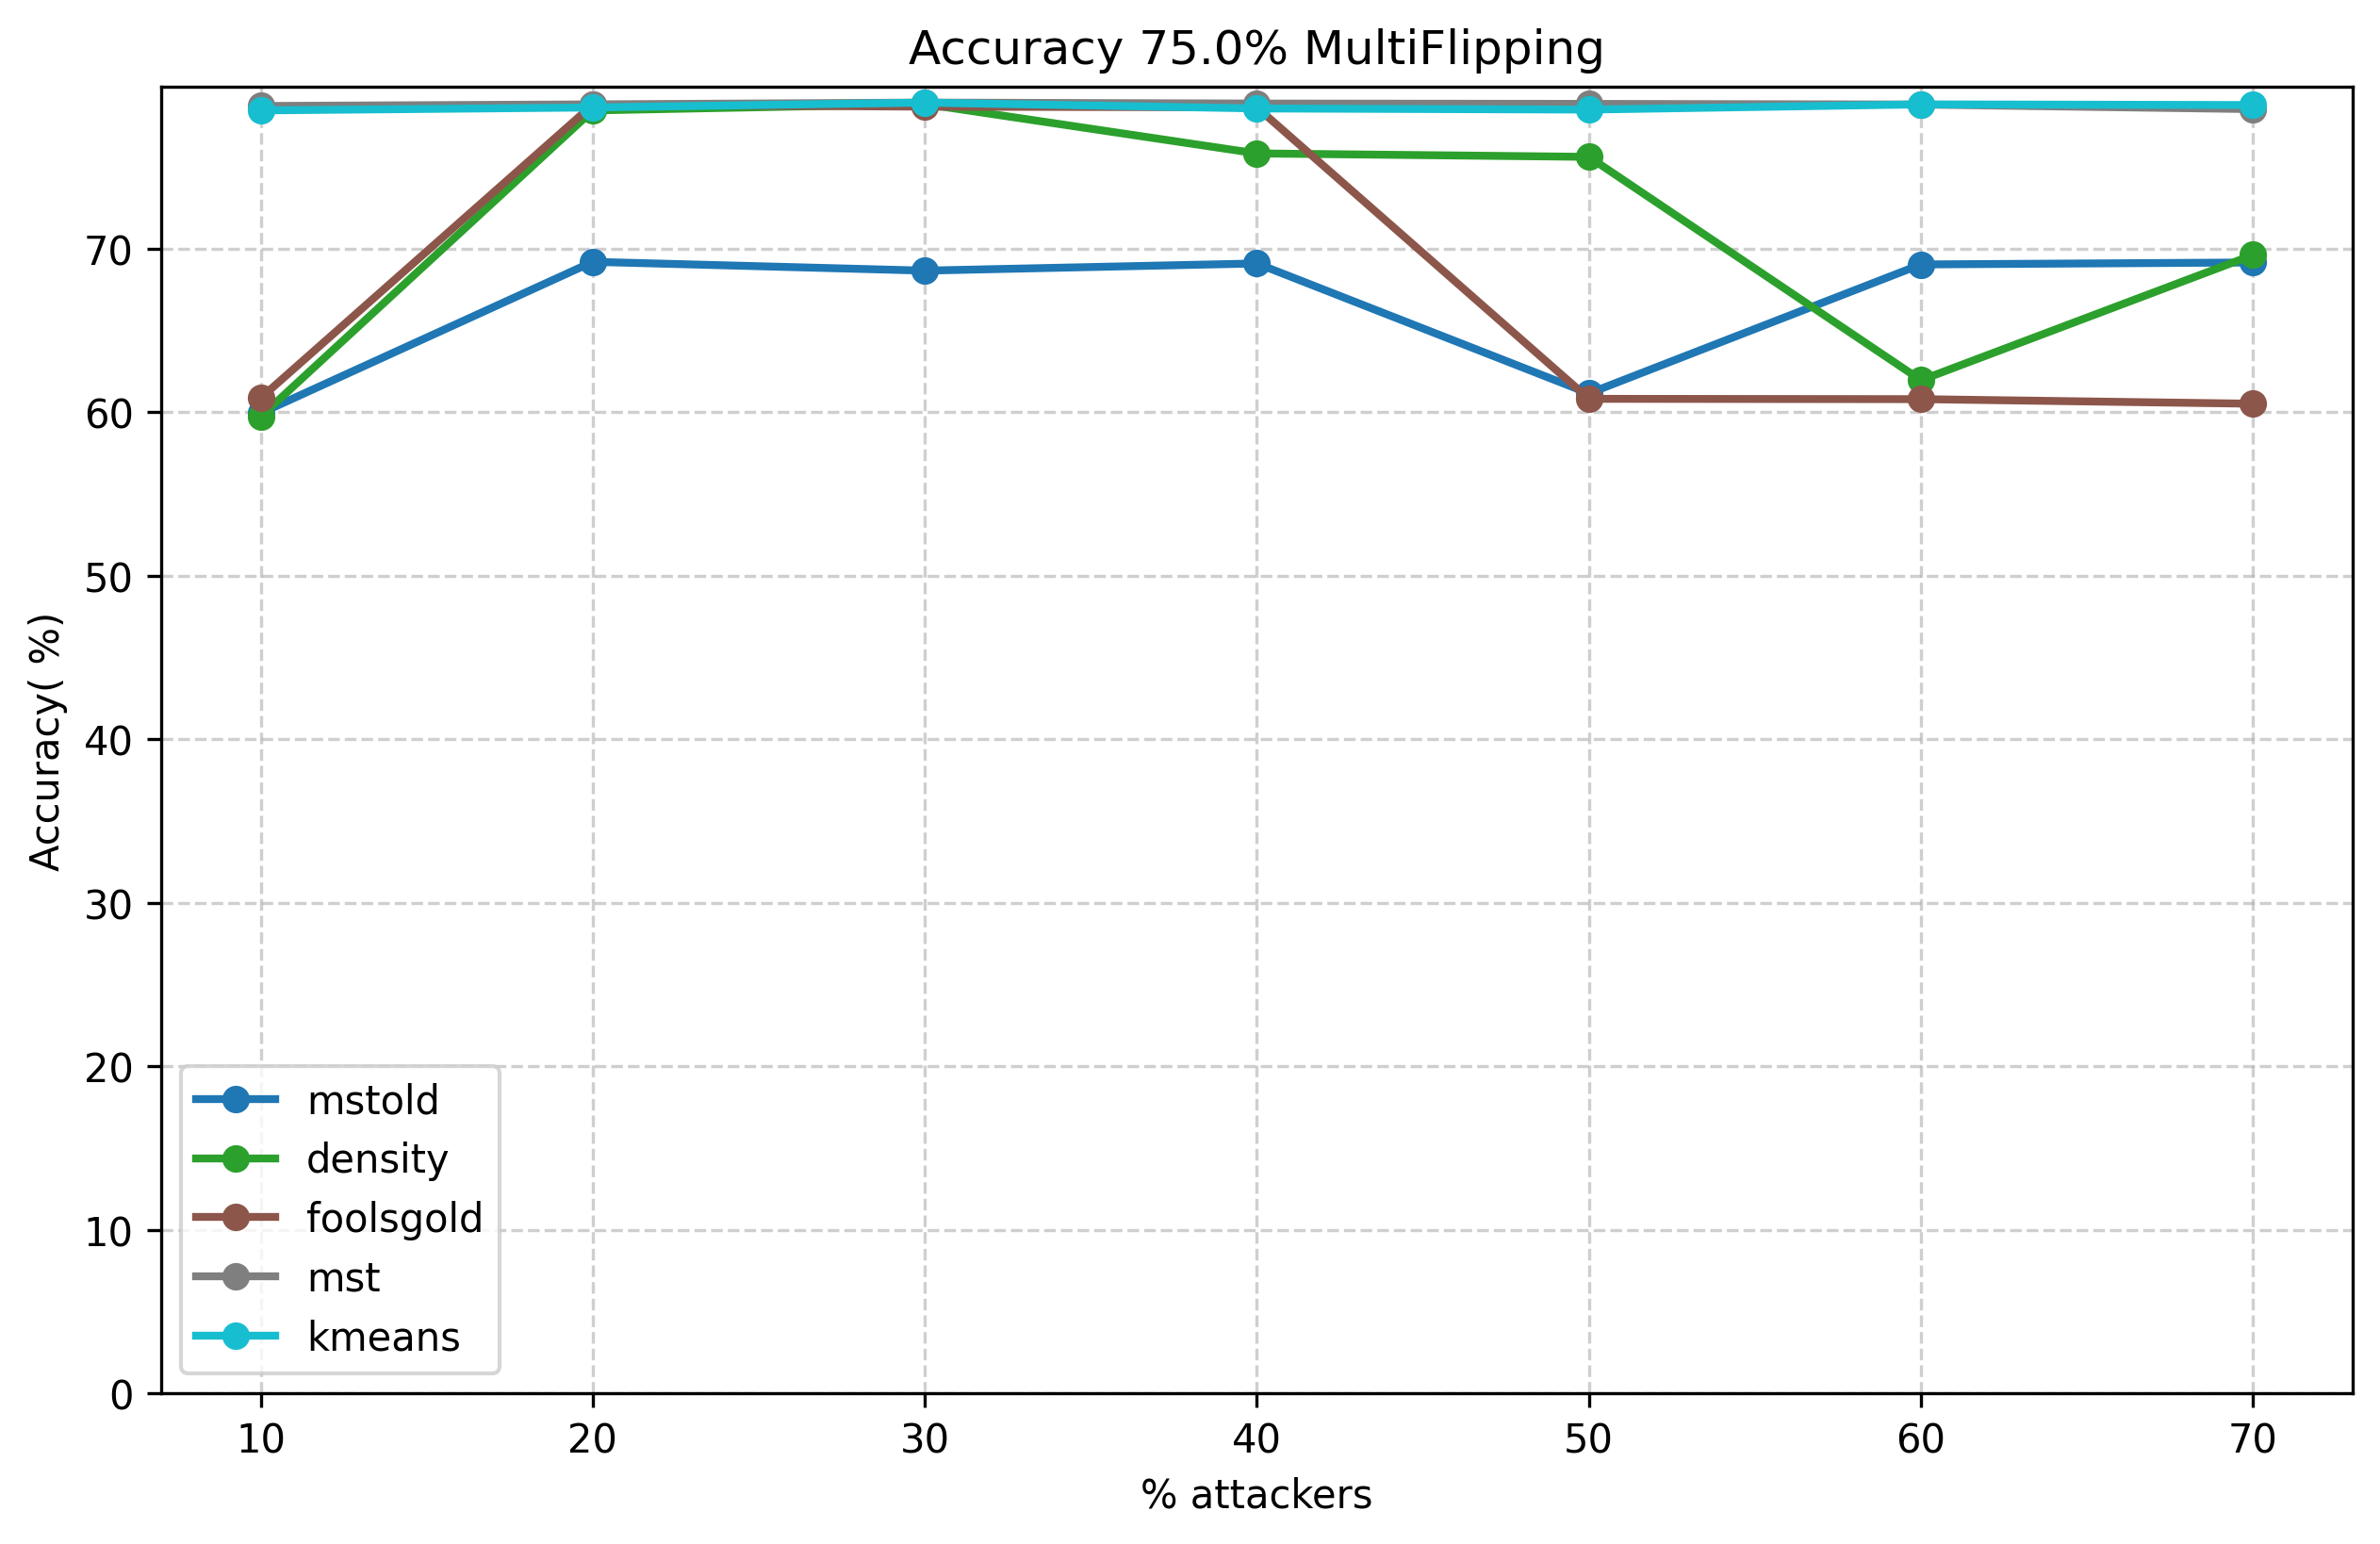 Accuracy 75.0% MultiFlipping
Accuracy( %)
70
60
50
40
30
20
10
0
mstold
density
foolsgold
mst
kmeans
10 20 30 40 50 60 70
% attackers